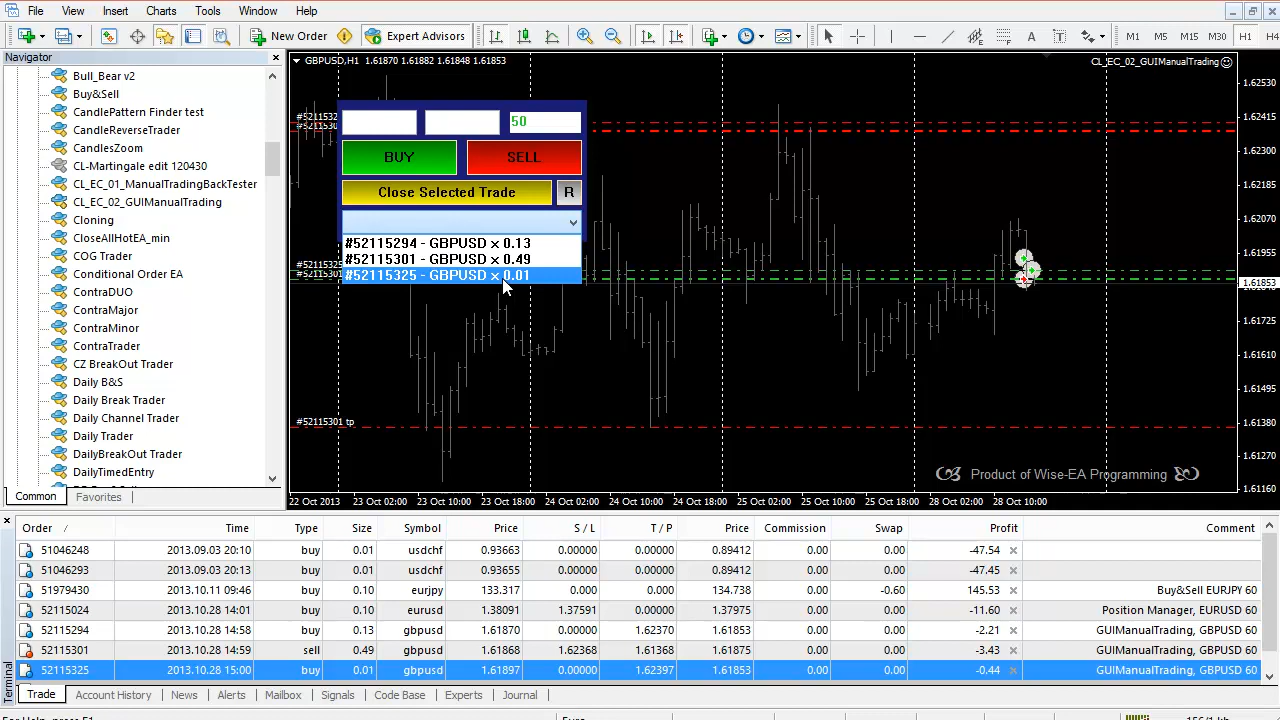 File View Insert Charts Tools Window Help
New Order Expert Advisors A M1 M5 M15 M30 H1 H4
Navigator
Bull_Bear v2
Buy&Sell
CandlePattern Finder test
CandleReverseTrader
CandlesZoom
CL-Martingale edit 120430
CL_EC_01_ManualTradingBackTester
CL_EC_02_GUIManualTrading
Cloning
CloseAllHotEA_min
COG Trader
Conditional Order EA
ContraDUO
ContraMajor
ContraMinor
ContraTrader
CZ BreakOut Trader
Daily B&S
Daily Break Trader
Daily Channel Trader
Daily Trader
DailyBreakOut Trader
DailyTimedEntry
Common Favorites
GBPUSD,H1 1.61870 1.61882 1.61848 1.61853
CL_EC_02_GUIManualTrading
50
BUY SELL
Close Selected Trade R
#52115294 - GBPUSD x 0.13
#52115301 - GBPUSD x 0.49
#52115325 - GBPUSD x 0.01
#52115301 tp
1.62530
1.62415
1.62300
1.62185
1.62070
1.61955
1.61853
1.61725
1.61610
1.61495
1.61380
1.61270
1.61160
Product of Wise-EA Programming
22 Oct 2013 23 Oct 02:00 23 Oct 10:00 23 Oct 18:00 24 Oct 02:00 24 Oct 10:00 24 Oct 18:00 25 Oct 02:00 25 Oct 10:00 25 Oct 18:00 28 Oct 02:00 28 Oct 10:00
Order / Time Type Size Symbol Price S / L T / P Price Commission Swap Profit Comment
51046248 2013.09.03 20:10 buy 0.01 usdchf 0.93663 0.00000 0.00000 0.89412 0.00 0.00 -47.54
51046293 2013.09.03 20:13 buy 0.01 usdchf 0.93655 0.00000 0.00000 0.89412 0.00 0.00 -47.45
51979430 2013.10.11 09:46 buy 0.10 eurjpy 133.317 0.000 0.000 134.738 0.00 -0.60 145.53 Buy&Sell EURJPY 60
52115024 2013.10.28 14:01 buy 0.10 eurusd 1.38091 1.37591 0.00000 1.37975 0.00 0.00 -11.60 Position Manager, EURUSD 60
52115294 2013.10.28 14:58 buy 0.13 gbpusd 1.61870 0.00000 1.62370 1.61853 0.00 0.00 -2.21 GUIManualTrading, GBPUSD 60
52115301 2013.10.28 14:59 sell 0.49 gbpusd 1.61868 1.62368 1.61368 1.61875 0.00 0.00 -3.43 GUIManualTrading, GBPUSD 60
52115325 2013.10.28 15:00 buy 0.01 gbpusd 1.61897 0.00000 1.62397 1.61853 0.00 0.00 -0.44 GUIManualTrading, GBPUSD 60
Trade Account History News Alerts Mailbox Signals Code Base Experts Journal
Terminal
For Help, press F1 Euro 156/1 kb